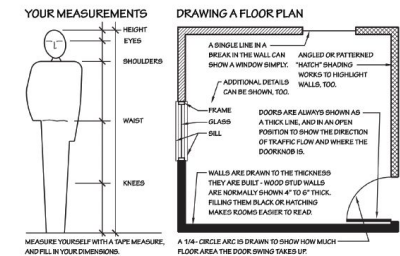 YOUR MEASUREMENTS
HEIGHT
EYES
SHOULDERS
WAIST
KNEES
MEASURE YOURSELF WITH A TAPE MEASURE,
AND FILL IN YOUR DIMENSIONS.
DRAWING A FLOOR PLAN
A SINGLE LINE IN A
BREAK IN THE WALL CAN
SHOW A WINDOW SIMPLY.
ANGLED OR PATTERNED
"HATCH" SHADING
WORKS TO HIGHLIGHT
WALLS, TOO.
ADDITIONAL DETAILS
CAN BE SHOWN, TOO.
FRAME
GLASS
SILL
DOORS ARE ALWAYS SHOWN AS
A THICK LINE, AND IN AN OPEN
POSITION TO SHOW THE DIRECTION
OF TRAFFIC FLOW AND WHERE THE
DOORKNOB IS.
WALLS ARE DRAWN TO THE THICKNESS
THEY ARE BUILT - WOOD STUD WALLS
ARE NORMALLY SHOWN 4" TO 6" THICK.
FILLING THEM BLACK OR HATCHING
MAKES ROOMS EASIER TO READ.
A 1/4- CIRCLE ARC IS DRAWN TO SHOW HOW MUCH
FLOOR AREA THE DOOR SWING TAKES UP.